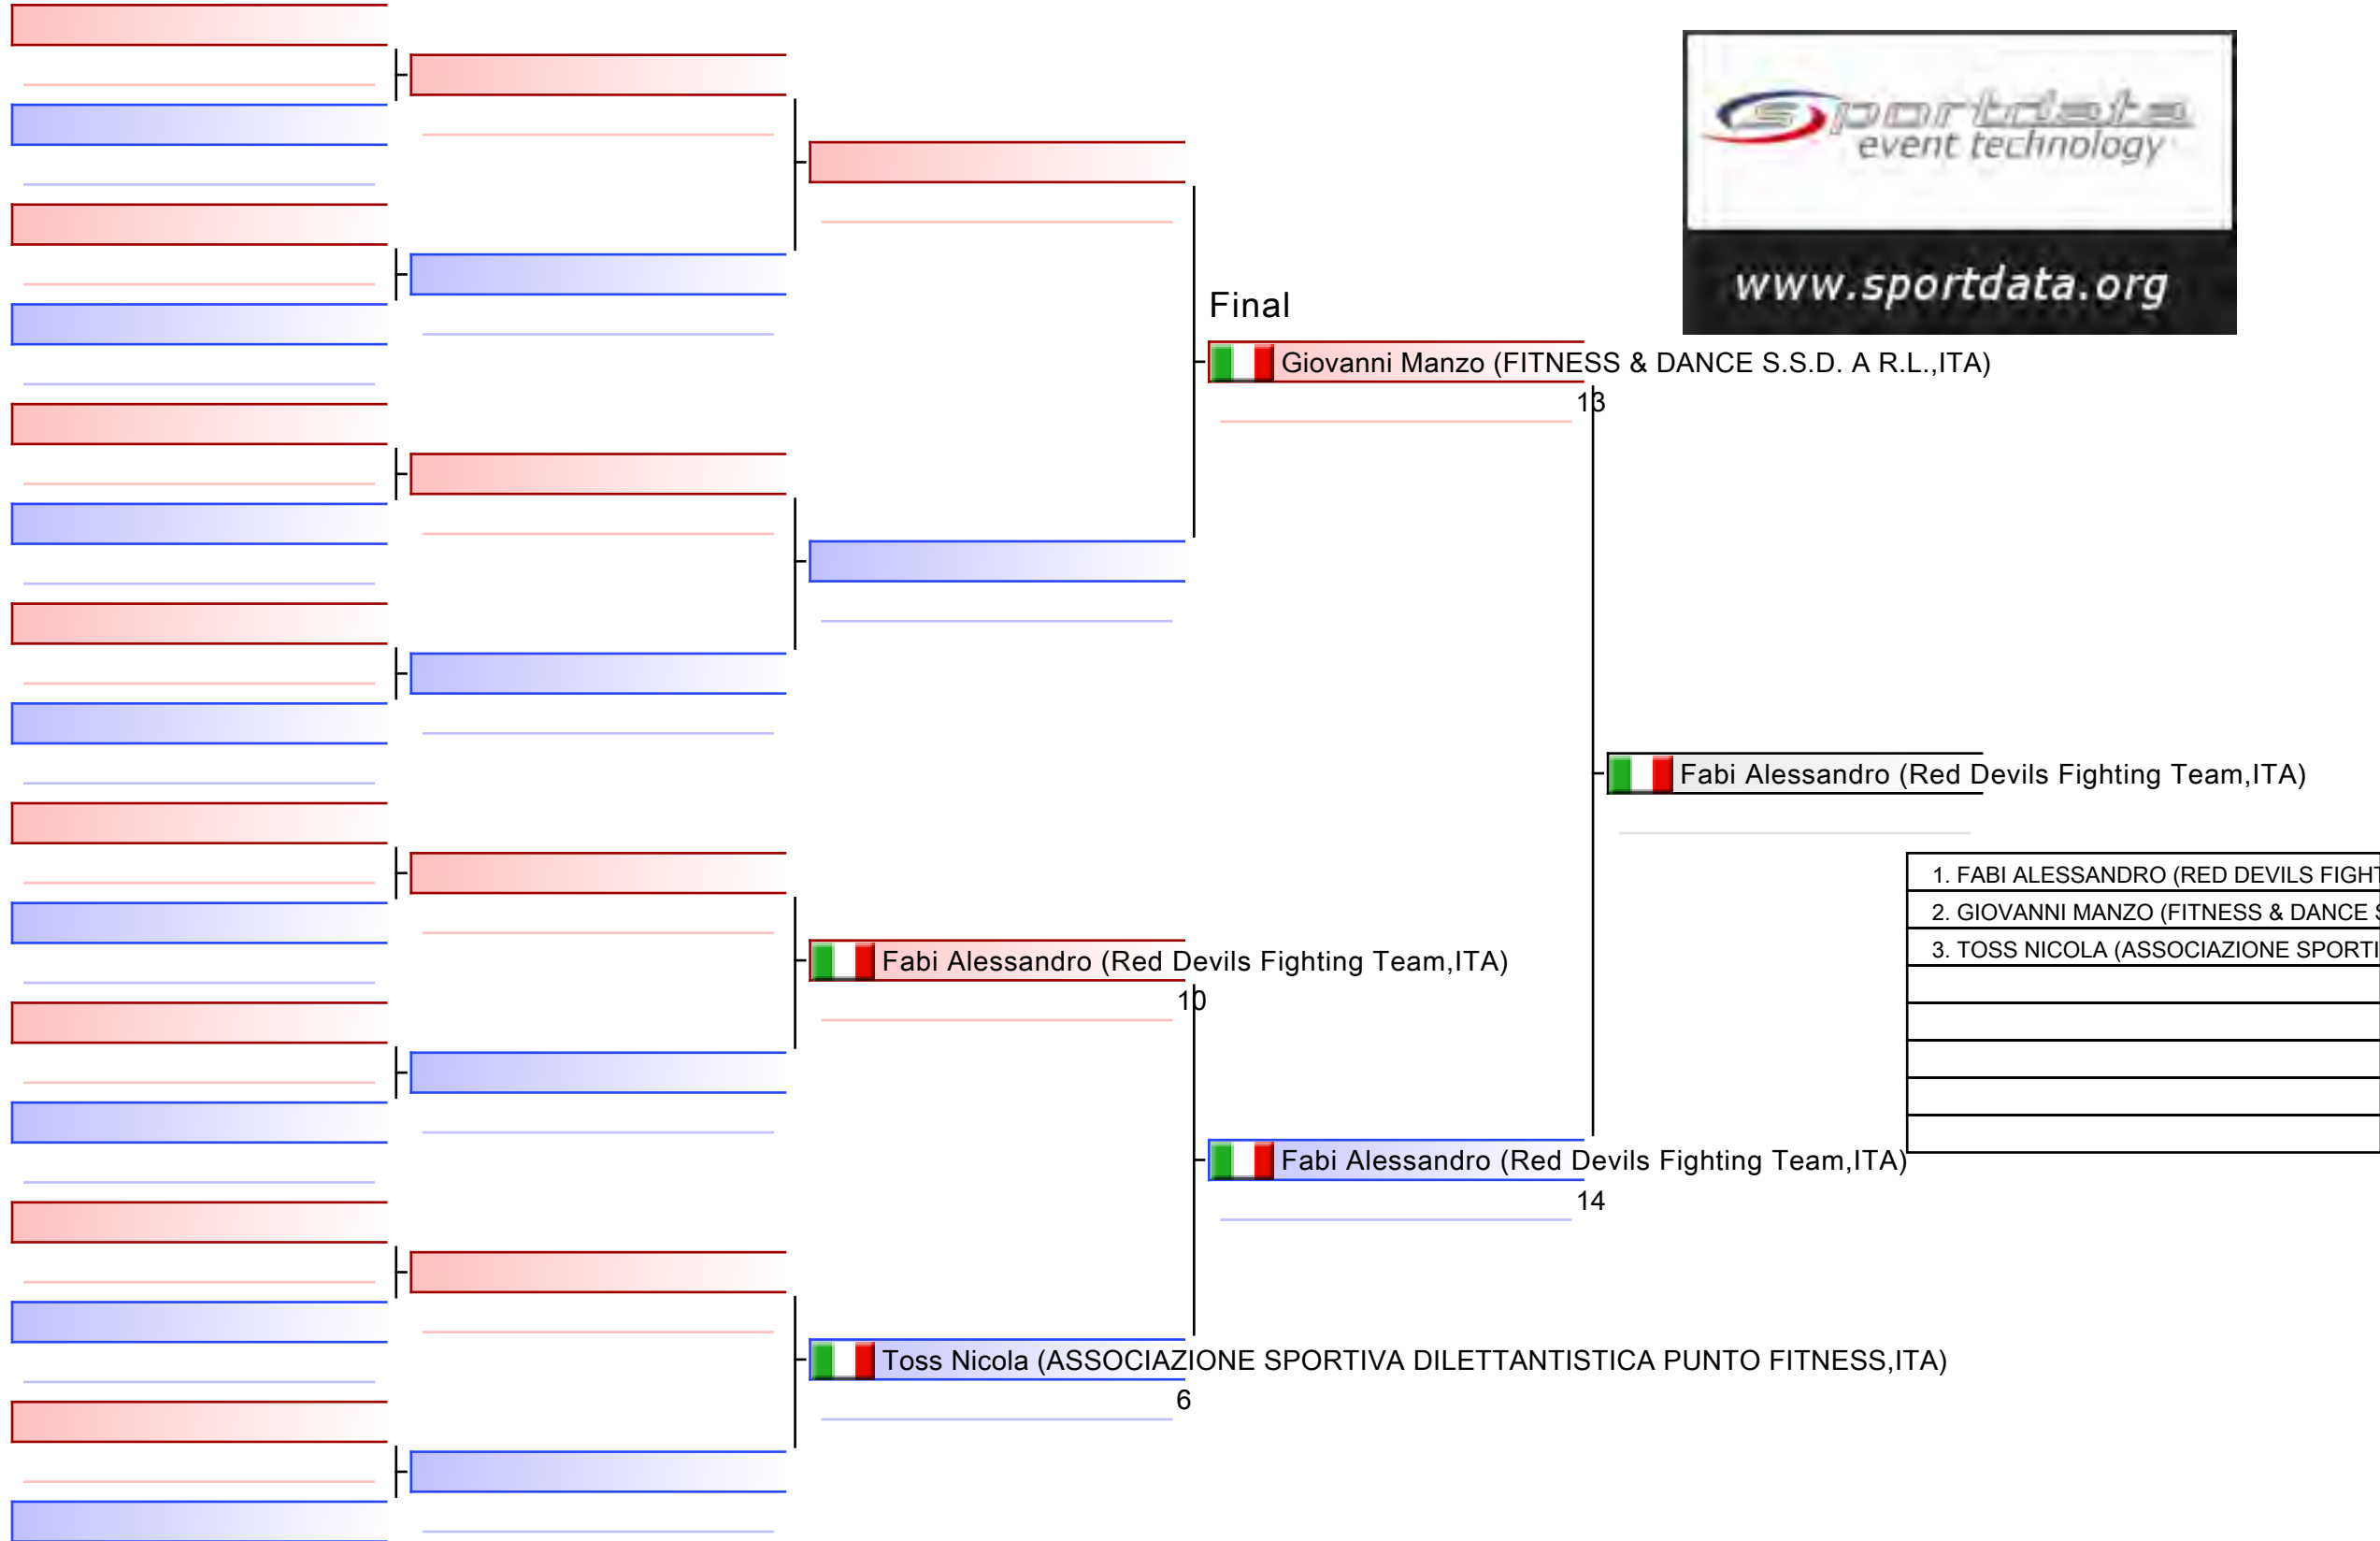 sportdata
event technology
www.sportdata.org
Final
Giovanni Manzo (FITNESS & DANCE S.S.D. A R.L.,ITA)
13
Fabi Alessandro (Red Devils Fighting Team,ITA)
1. FABI ALESSANDRO (RED DEVILS FIGHT
2. GIOVANNI MANZO (FITNESS & DANCE S
3. TOSS NICOLA (ASSOCIAZIONE SPORTI
Fabi Alessandro (Red Devils Fighting Team,ITA)
10
Fabi Alessandro (Red Devils Fighting Team,ITA)
14
Toss Nicola (ASSOCIAZIONE SPORTIVA DILETTANTISTICA PUNTO FITNESS,ITA)
6